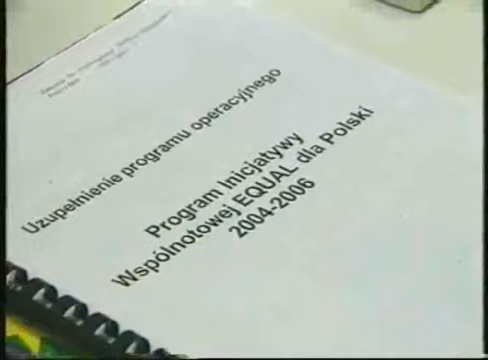 Uzupełnienie programu operacyjnego
Program Inicjatywy
Wspólnotowej EQUAL dla Polski
2004-2006